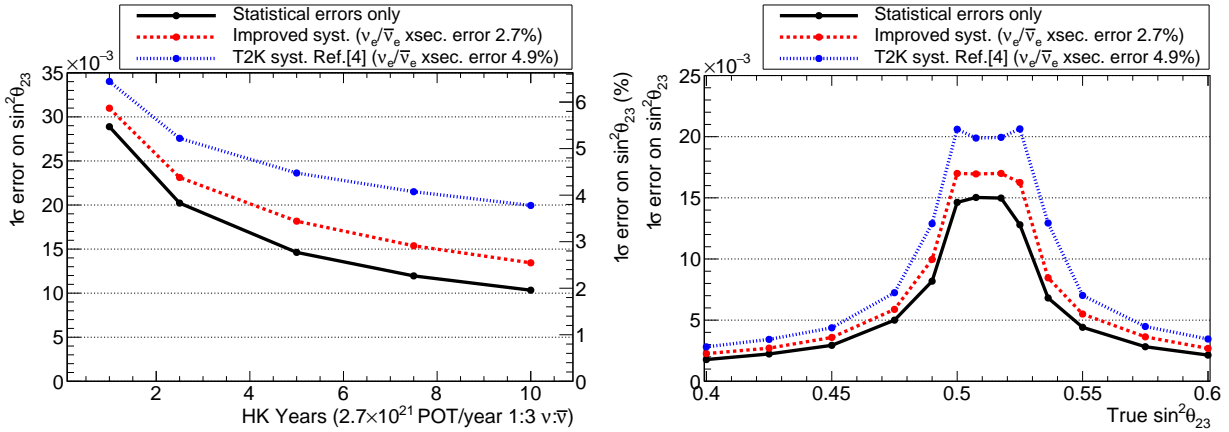 Statistical errors only
Improved syst. (νe/ν̅e xsec. error 2.7%)
T2K syst. Ref.[4] (νe/ν̅e xsec. error 4.9%)
×10⁻³
35
30
25
20
15
10
5
0
1σ error on sin²θ₂₃
6
5
4
3
2
1
0
1σ error on sin²θ₂₃ (%)
2 4 6 8 10
HK Years (2.7×10²¹ POT/year 1:3 ν:ν̅)
Statistical errors only
Improved syst. (νe/ν̅e xsec. error 2.7%)
T2K syst. Ref.[4] (νe/ν̅e xsec. error 4.9%)
×10⁻³
25
20
15
10
5
0
1σ error on sin²θ₂₃
0.4 0.45 0.5 0.55 0.6
True sin²θ₂₃